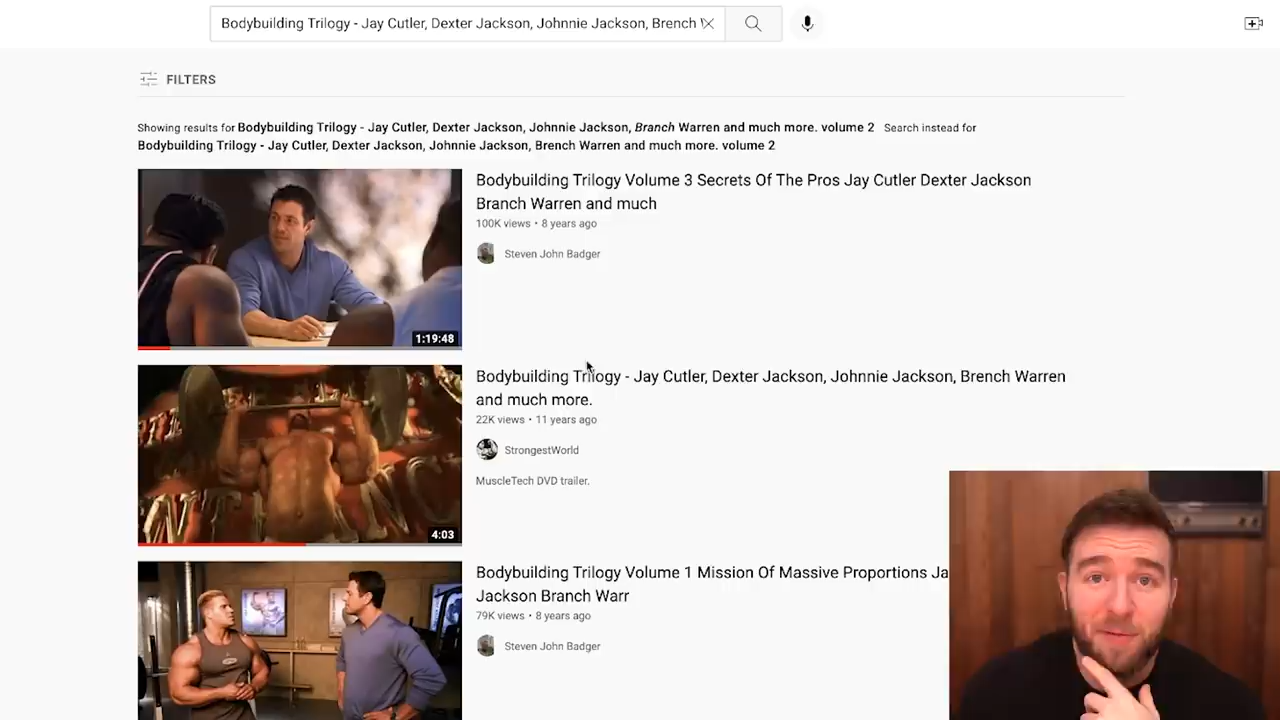 Bodybuilding Trilogy - Jay Cutler, Dexter Jackson, Johnnie Jackson, Brench
FILTERS
Showing results for Bodybuilding Trilogy - Jay Cutler, Dexter Jackson, Johnnie Jackson, Branch Warren and much more. volume 2 Search instead for
Bodybuilding Trilogy - Jay Cutler, Dexter Jackson, Johnnie Jackson, Brench Warren and much more. volume 2
Bodybuilding Trilogy Volume 3 Secrets Of The Pros Jay Cutler Dexter Jackson
Branch Warren and much
100K views • 8 years ago
Steven John Badger
1:19:48
Bodybuilding Trilogy - Jay Cutler, Dexter Jackson, Johnnie Jackson, Brench Warren
and much more.
22K views • 11 years ago
StrongestWorld
MuscleTech DVD trailer.
4:03
Bodybuilding Trilogy Volume 1 Mission Of Massive Proportions Ja
Jackson Branch Warr
79K views • 8 years ago
Steven John Badger